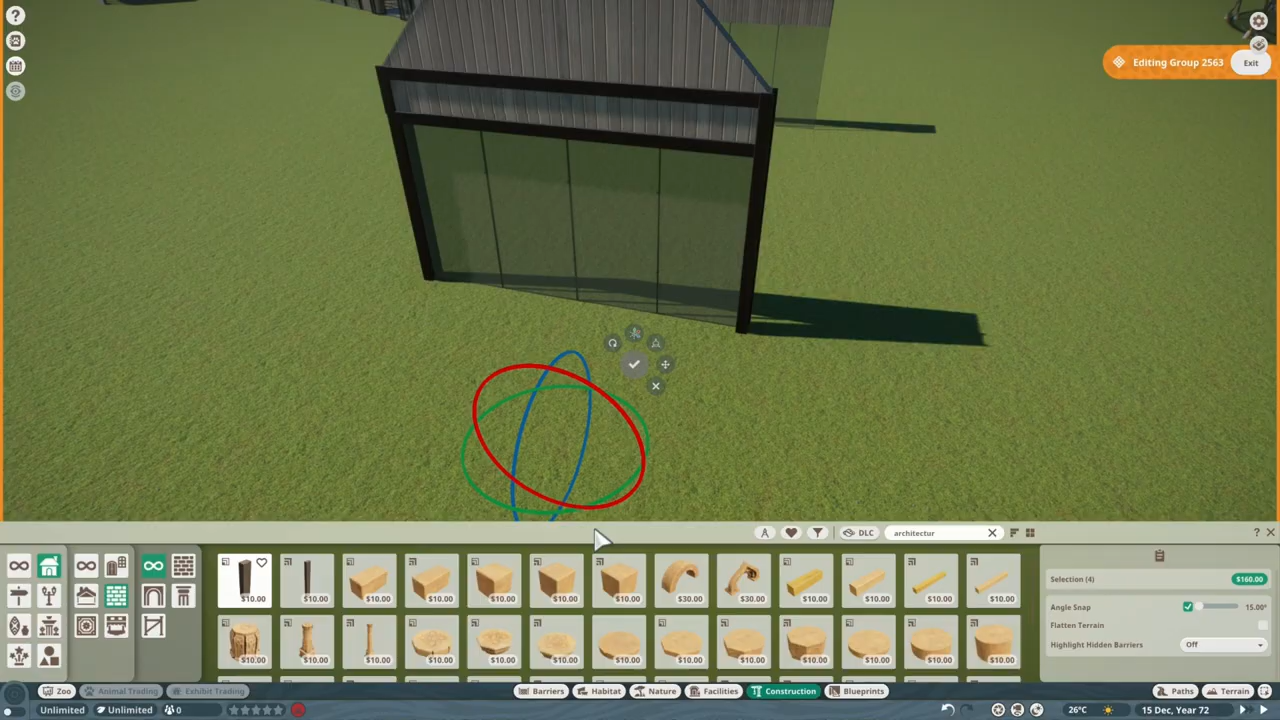 Editing Group 2563
Exit
DLC
architectur
$10.00 $10.00 $10.00 $10.00 $10.00 $10.00 $10.00 $30.00 $30.00 $10.00 $10.00 $10.00 $10.00
$10.00 $10.00 $10.00 $10.00 $10.00 $10.00 $10.00 $10.00 $10.00 $10.00 $10.00 $10.00 $10.00
Selection (4) $160.00
Angle Snap 15.00°
Flatten Terrain
Highlight Hidden Barriers Off
Zoo Animal Trading Exhibit Trading Barriers Habitat Nature Facilities Construction Blueprints Paths Terrain
Unlimited Unlimited 0 26°C 15 Dec, Year 72